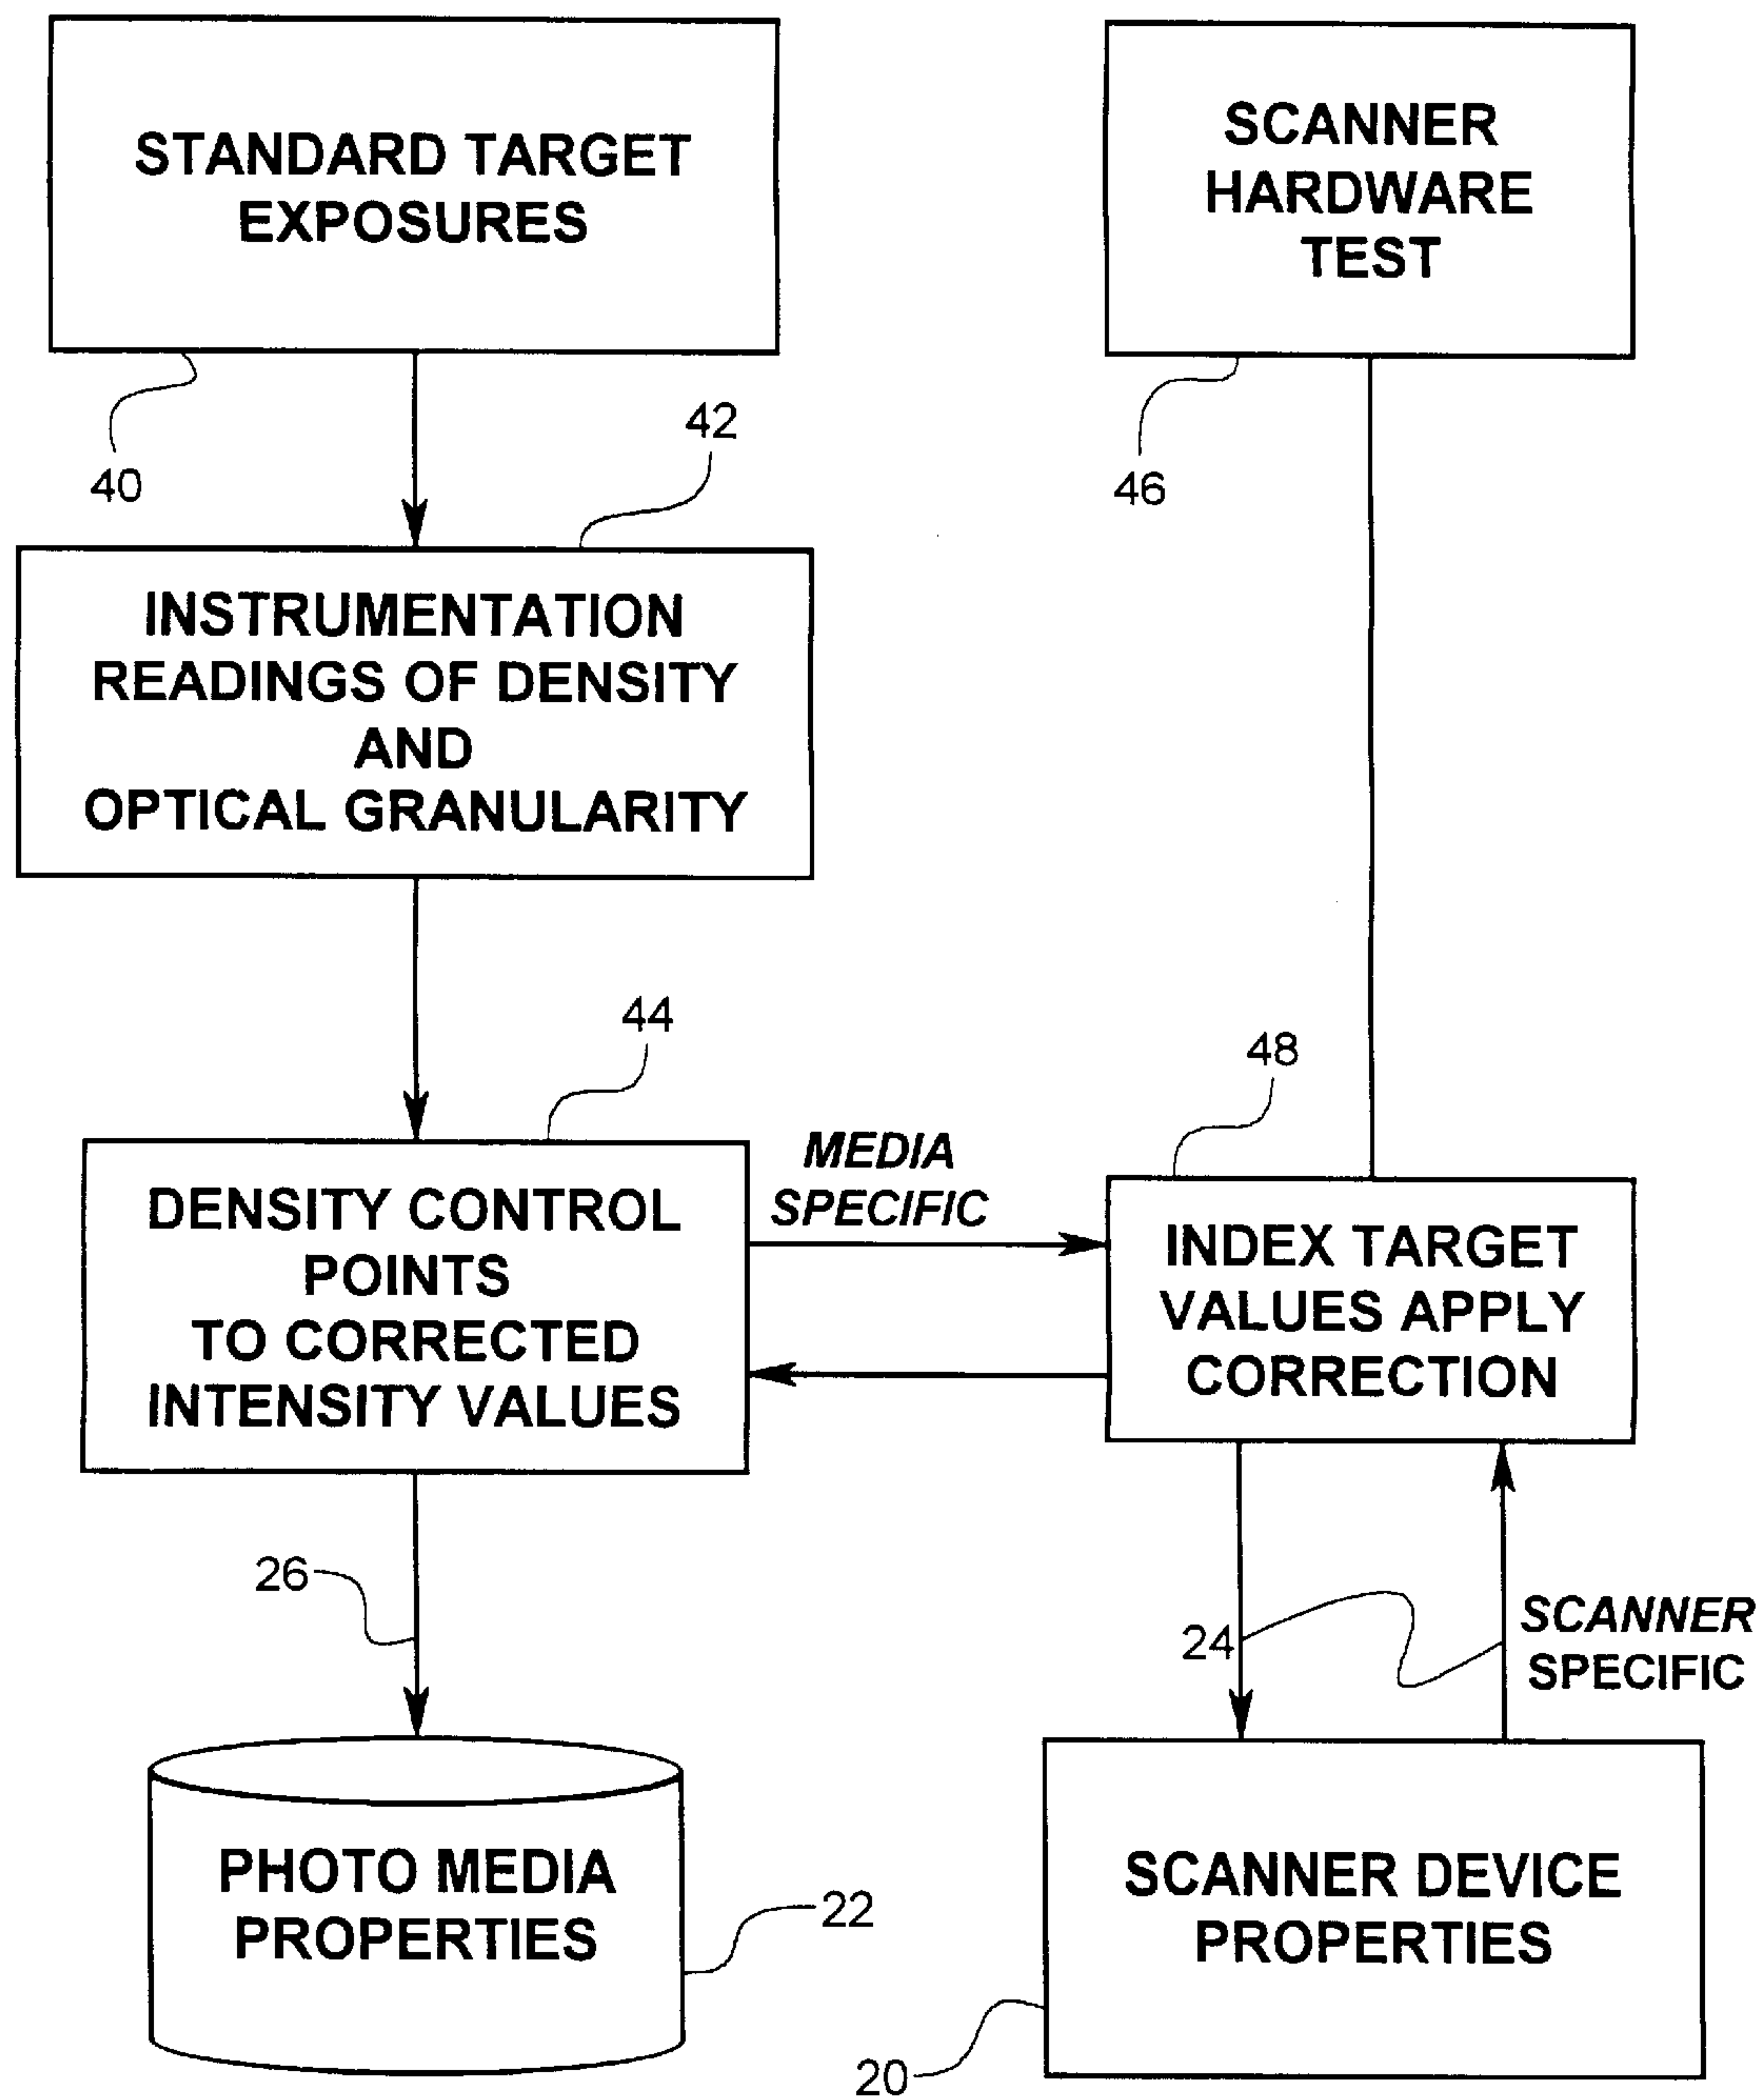 STANDARD TARGET
EXPOSURES
40
SCANNER
HARDWARE
TEST
46
42
INSTRUMENTATION
READINGS OF DENSITY
AND
OPTICAL GRANULARITY
44
DENSITY CONTROL
POINTS
TO CORRECTED
INTENSITY VALUES
MEDIA
SPECIFIC
48
INDEX TARGET
VALUES APPLY
CORRECTION
26
24
SCANNER
SPECIFIC
PHOTO MEDIA
PROPERTIES
22
SCANNER DEVICE
PROPERTIES
20